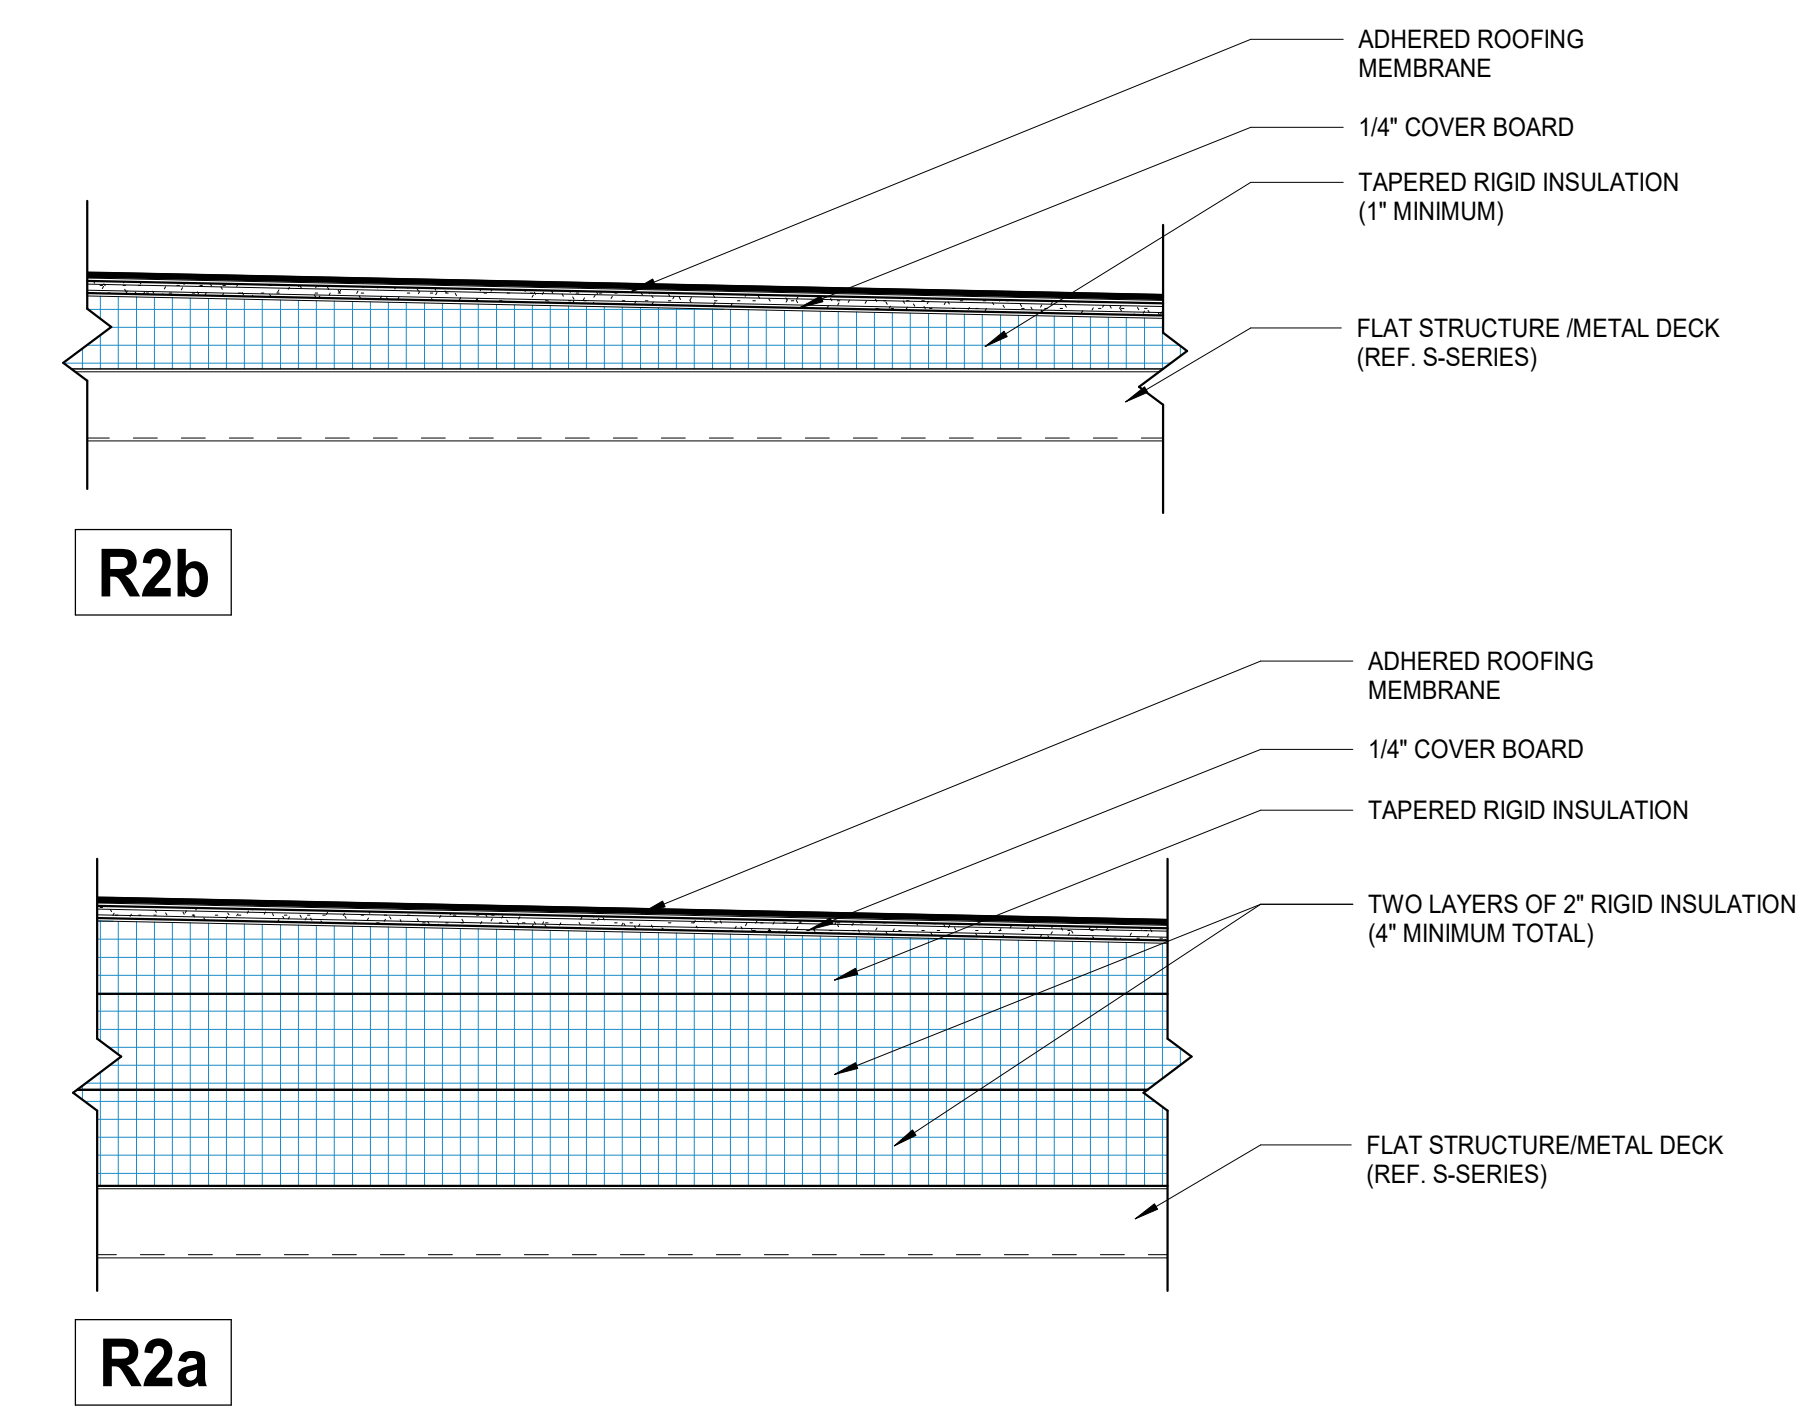 ADHERED ROOFING
MEMBRANE
1/4" COVER BOARD
TAPERED RIGID INSULATION
(1" MINIMUM)
FLAT STRUCTURE /METAL DECK
(REF. S-SERIES)
R2b
ADHERED ROOFING
MEMBRANE
1/4" COVER BOARD
TAPERED RIGID INSULATION
TWO LAYERS OF 2" RIGID INSULATION
(4" MINIMUM TOTAL)
FLAT STRUCTURE/METAL DECK
(REF. S-SERIES)
R2a